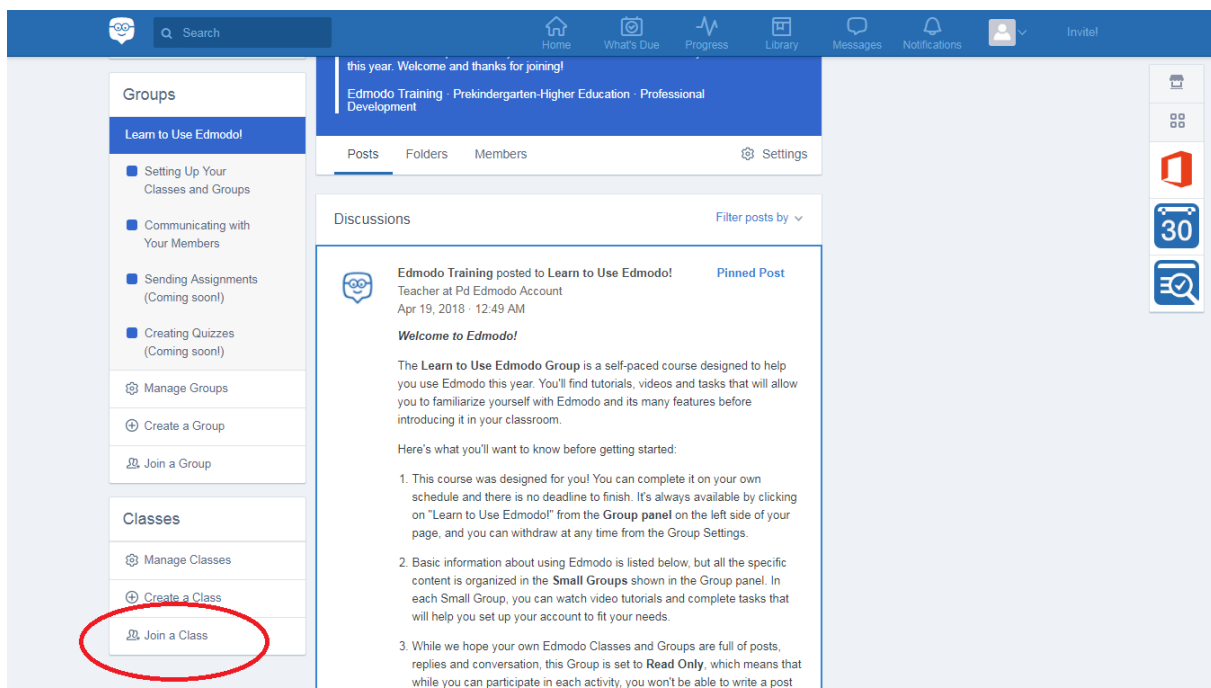 Search
Home
What's Due
Progress
Library
Messages
Notifications
Invite!
Groups
Learn to Use Edmodo!
Setting Up Your
Classes and Groups
Communicating with
Your Members
Sending Assignments
(Coming soon!)
Creating Quizzes
(Coming soon!)
Manage Groups
Create a Group
Join a Group
Classes
Manage Classes
Create a Class
Join a Class
this year. Welcome and thanks for joining!
Edmodo Training · Prekindergarten-Higher Education · Professional
Development
Posts Folders Members Settings
Discussions Filter posts by
Edmodo Training posted to Learn to Use Edmodo! Pinned Post
Teacher at Pd Edmodo Account
Apr 19, 2018 · 12:49 AM
Welcome to Edmodo!
The Learn to Use Edmodo Group is a self-paced course designed to help
you use Edmodo this year. You'll find tutorials, videos and tasks that will allow
you to familiarize yourself with Edmodo and its many features before
introducing it in your classroom.
Here's what you'll want to know before getting started:
1. This course was designed for you! You can complete it on your own
schedule and there is no deadline to finish. It's always available by clicking
on "Learn to Use Edmodo!" from the Group panel on the left side of your
page, and you can withdraw at any time from the Group Settings.
2. Basic information about using Edmodo is listed below, but all the specific
content is organized in the Small Groups shown in the Group panel. In
each Small Group, you can watch video tutorials and complete tasks that
will help you set up your account to fit your needs.
3. While we hope your own Edmodo Classes and Groups are full of posts,
replies and conversation, this Group is set to Read Only, which means that
while you can participate in each activity, you won't be able to write a post
30